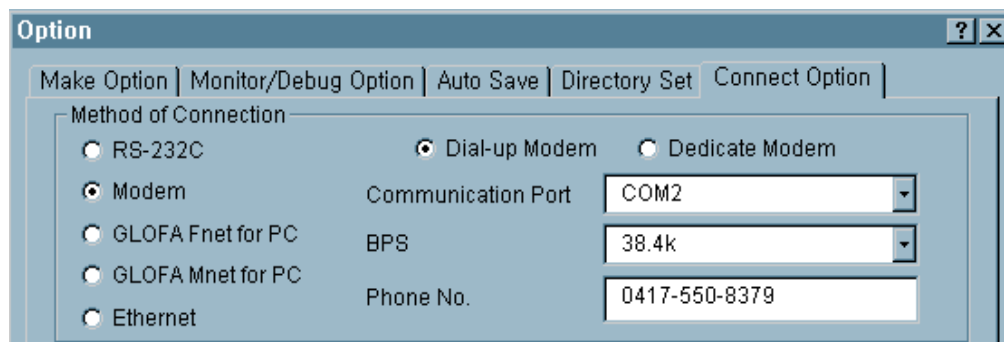 Option
Make Option Monitor/Debug Option Auto Save Directory Set Connect Option
Method of Connection
RS-232C Dial-up Modem Dedicate Modem
Modem Communication Port COM2
GLOFA Fnet for PC BPS 38.4k
GLOFA Mnet for PC
Phone No. 0417-550-8379
Ethernet